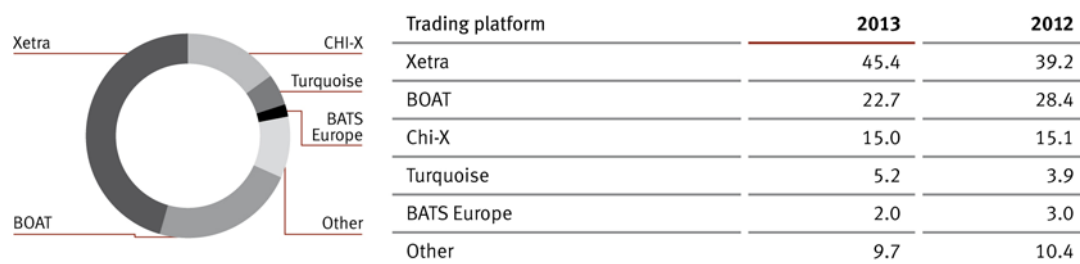 Xetra
CHI-X
Turquoise
BATS
Europe
BOAT
Other
Trading platform 2013 2012
Xetra 45.4 39.2
BOAT 22.7 28.4
Chi-X 15.0 15.1
Turquoise 5.2 3.9
BATS Europe 2.0 3.0
Other 9.7 10.4